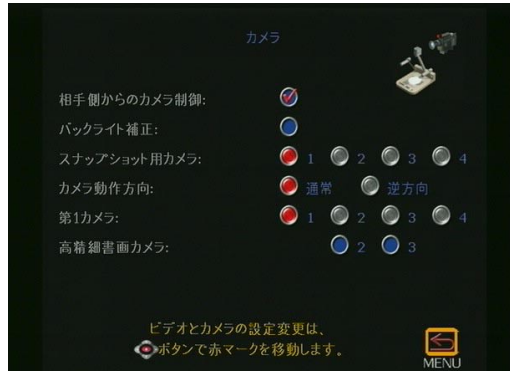 カメラ
相手側からのカメラ制御:
バックライト補正:
スナップショット用カメラ: 1 2 3 4
カメラ動作方向: 通常 逆方向
第1カメラ: 1 2 3 4
高精細書画カメラ: 2 3
ビデオとカメラの設定変更は、
ボタンで赤マークを移動します。
MENU